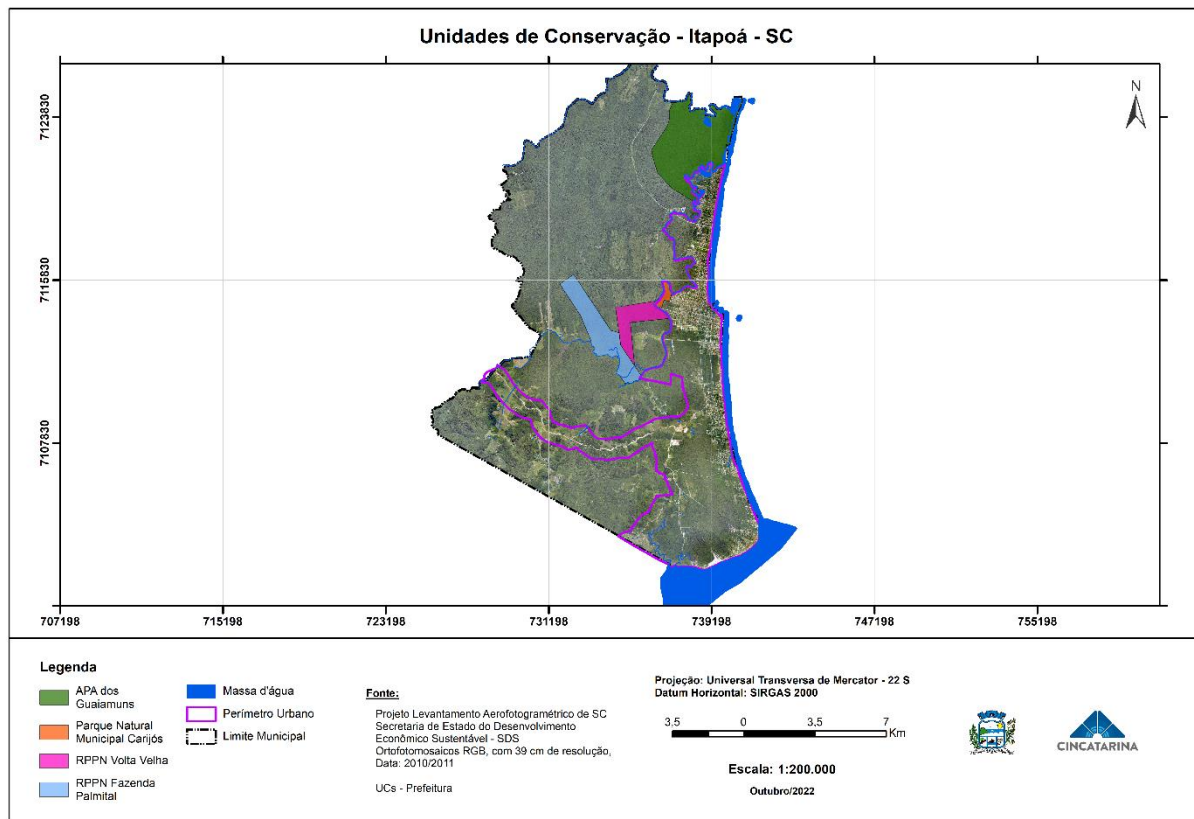 Unidades de Conservação - Itapoá - SC
N
7123830
7115830
7107830
707198
715198
723198
731198
739198
747198
755198
Legenda
APA dos
Guaiamuns
Parque Natural
Municipal Carijós
RPPN Volta Velha
RPPN Fazenda
Palmital
Massa d'água
Perímetro Urbano
Limite Municipal
Fonte:
Projeto Levantamento Aerofotogramétrico de SC
Secretaria de Estado do Desenvolvimento
Econômico Sustentável - SDS
Ortofotomosaicos RGB, com 39 cm de resolução,
Data: 2010/2011
UCs - Prefeitura
Projeção: Universal Transversa de Mercator - 22 S
Datum Horizontal: SIRGAS 2000
3.5 0 3.5 7
Km
Escala: 1:200.000
Outubro/2022
CINCATARINA